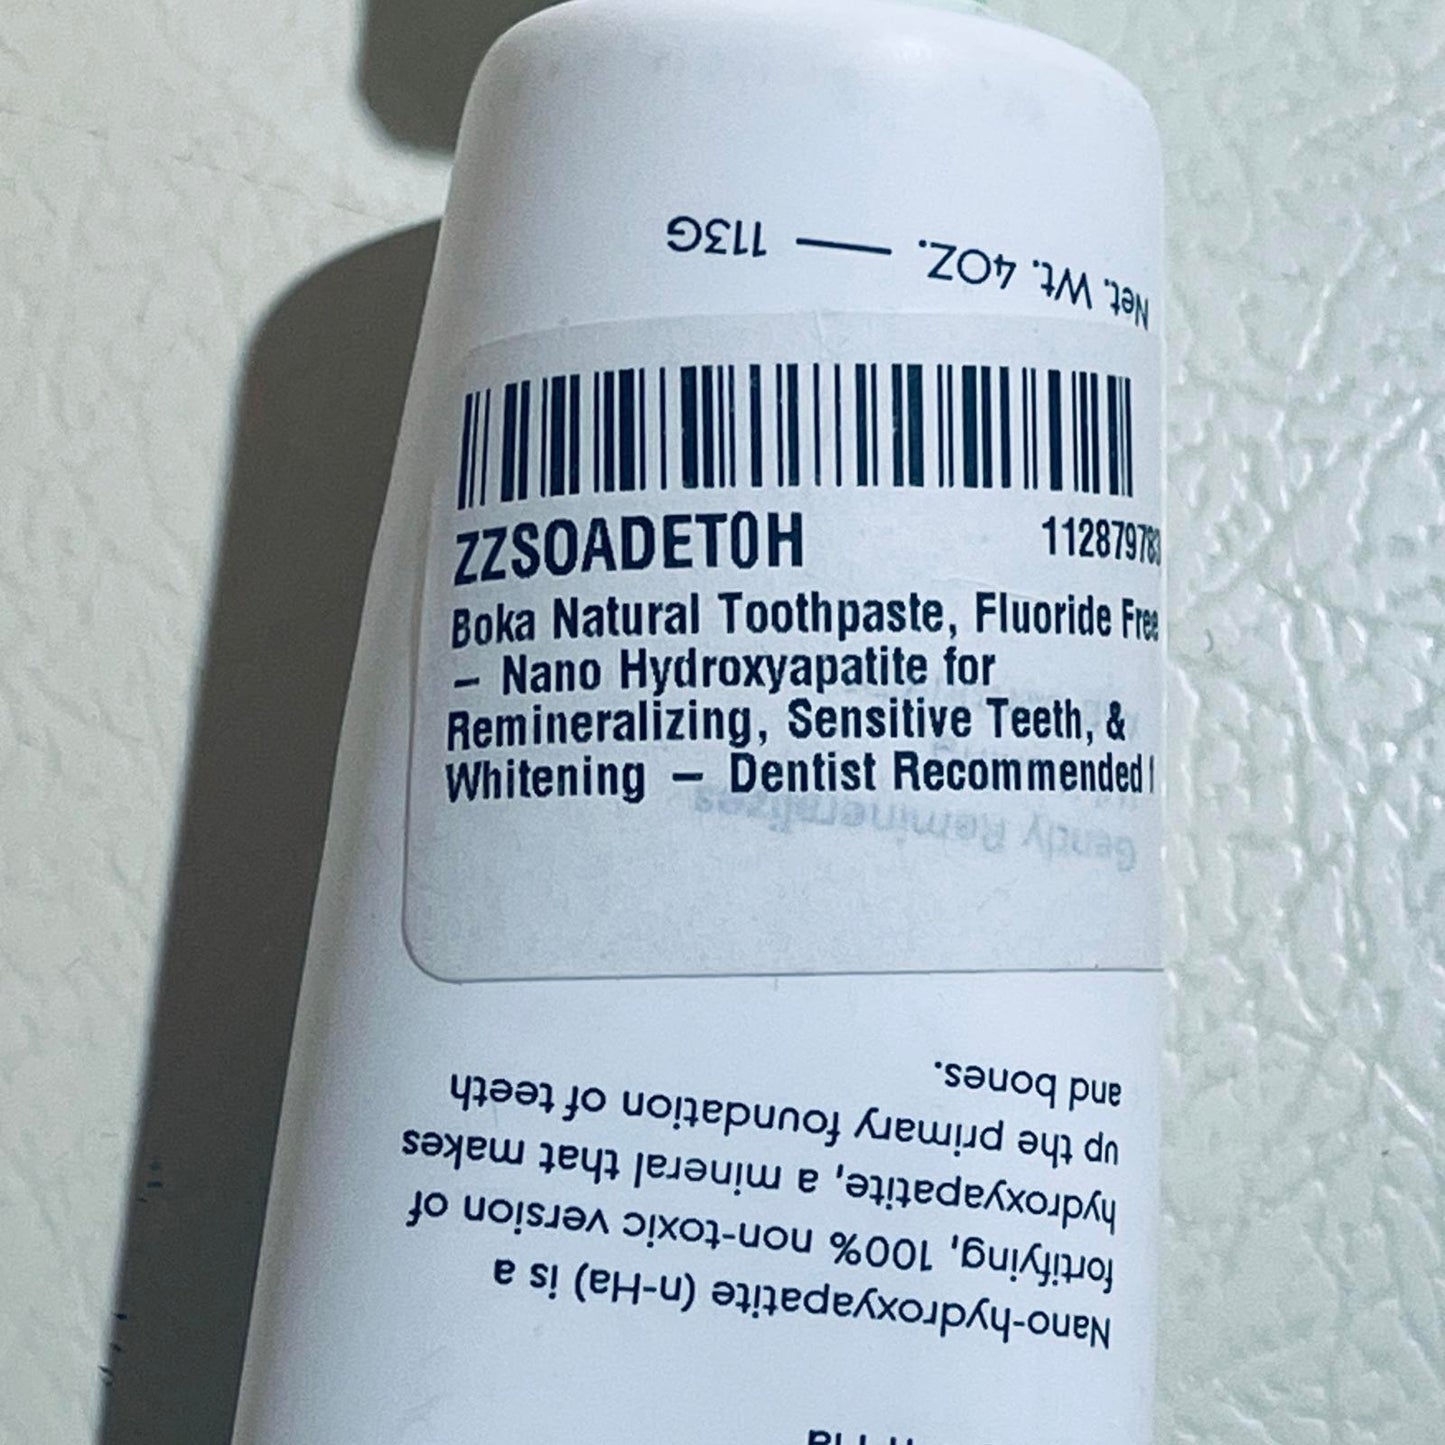 ZZSOADET0H
Boka Natural Toothpaste, Fluoride Free
– Nano Hydroxyapatite for
Remineralizing, Sensitive Teeth, &
Whitening – Dentist Recommended
Nano-hydroxyapatite (n-Ha) is a
fortifying, 100% non-toxic version of
hydroxyapatite, a mineral that makes
up the primary foundation of teeth
and bones.
Gently Remineralizes
Net. Wt. 4OZ. — 113G